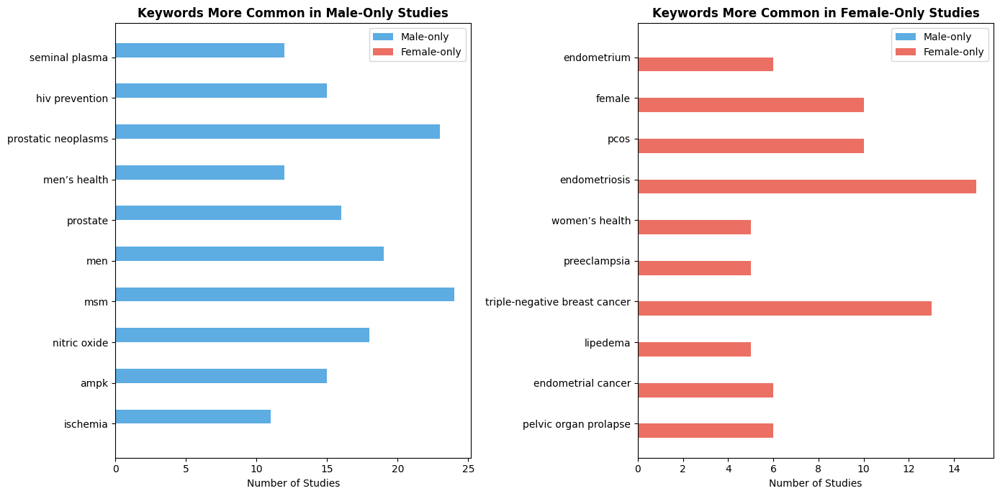 Keywords More Common in Male-Only Studies
Male-only
Female-only
seminal plasma
hiv prevention
prostatic neoplasms
men’s health
prostate
men
msm
nitric oxide
ampk
ischemia
0 5 10 15 20 25
Number of Studies
Keywords More Common in Female-Only Studies
Male-only
Female-only
endometrium
female
pcos
endometriosis
women’s health
preeclampsia
triple-negative breast cancer
lipedema
endometrial cancer
pelvic organ prolapse
0 2 4 6 8 10 12 14
Number of Studies